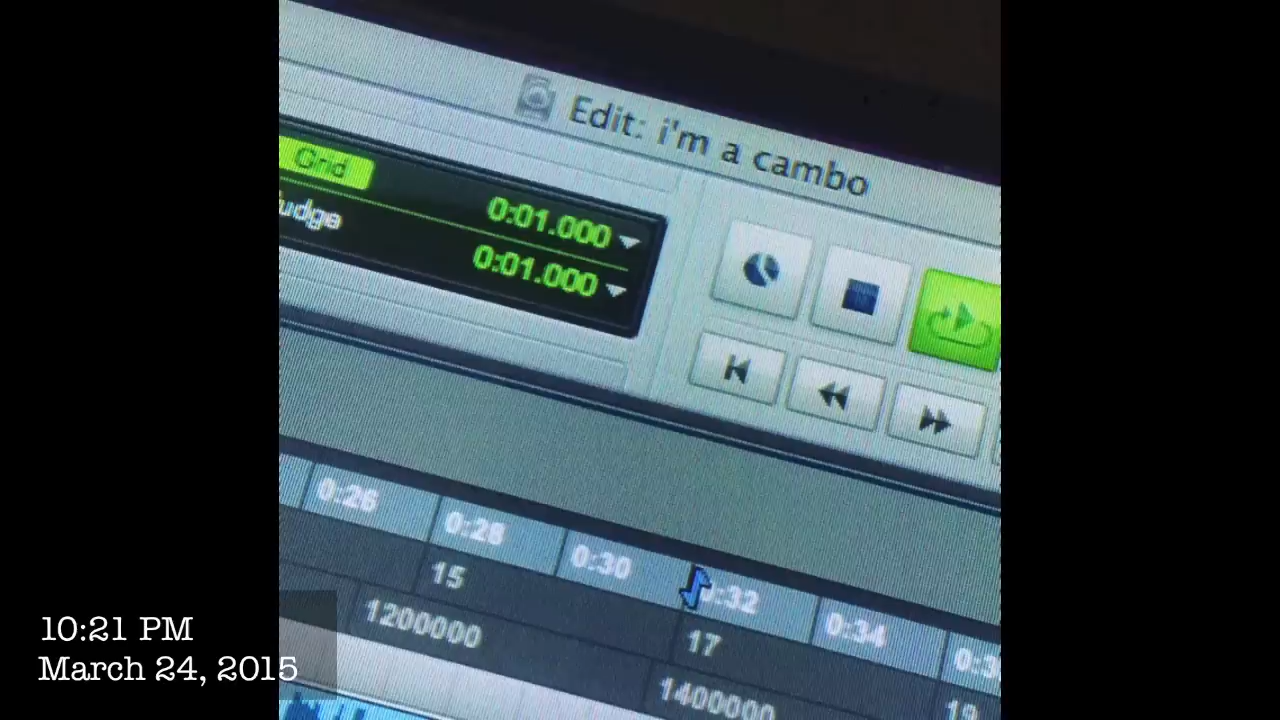 Edit: i'm a cambo
Grid
0:01.000
udge
0:01.000
0:26
0:28
0:30
0:32
0:34
15
17
19
1200000
1400000
10:21 PM
March 24, 2015